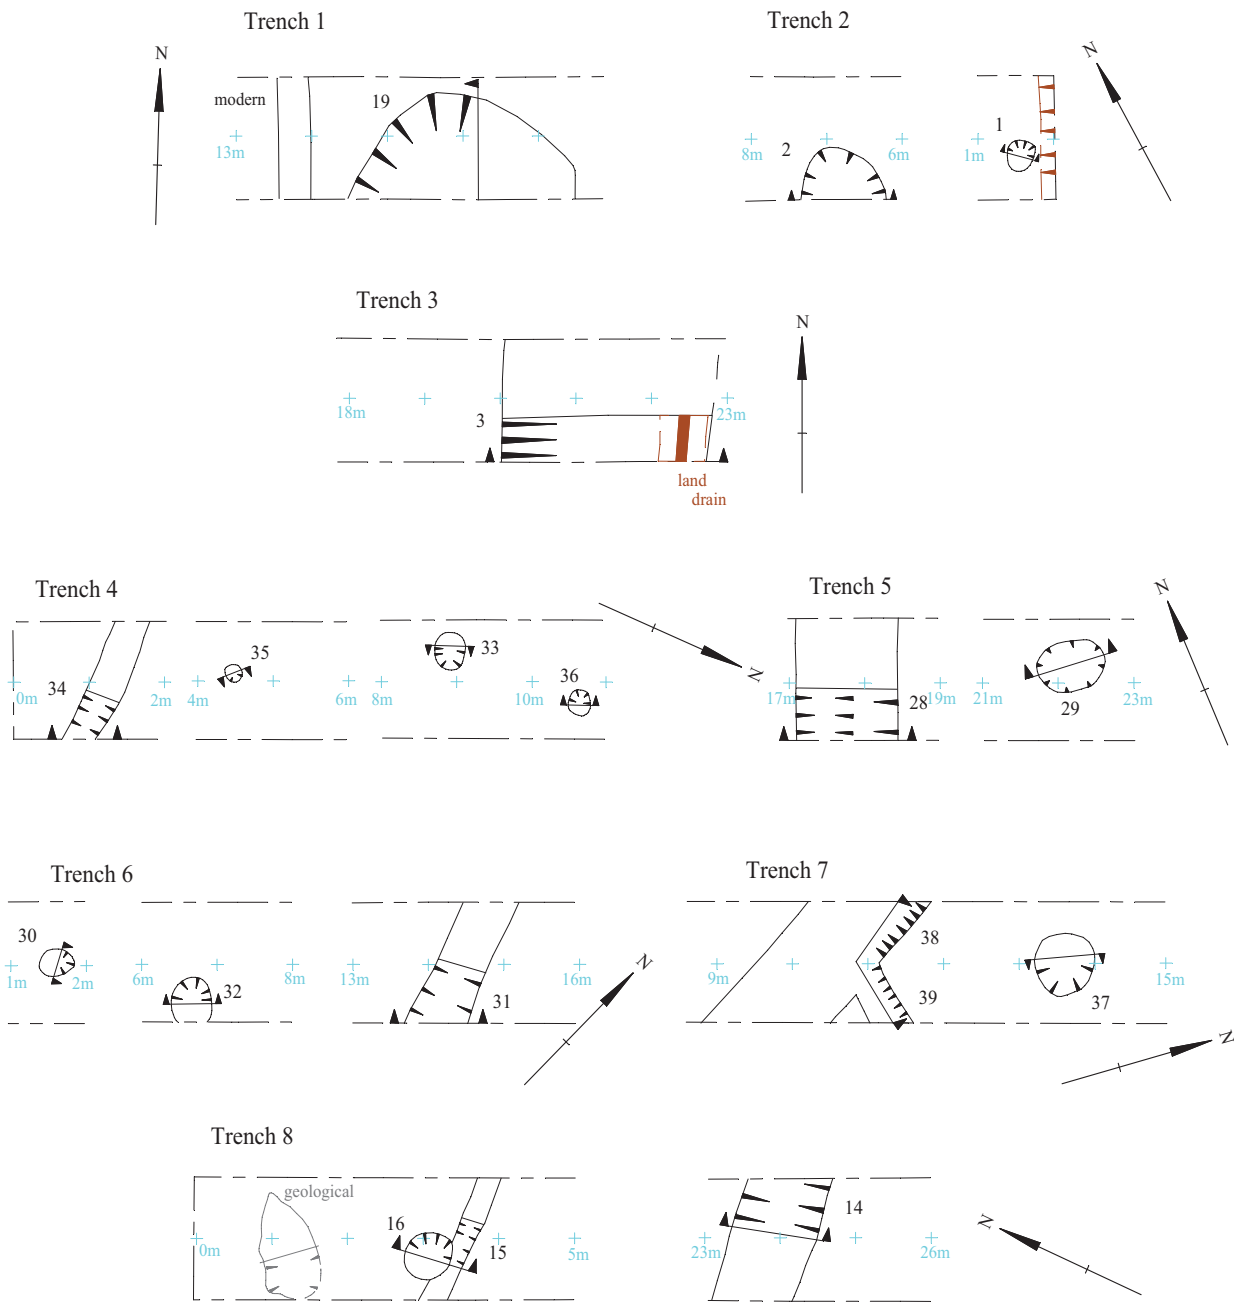 Trench 1
N
modern
19
13m
Trench 2
N
8m
2
6m
1m
1
Trench 3
N
18m
3
23m
land
drain
Trench 4
34
0m
2m
35
4m
6m
33
8m
36
10m
N
Trench 5
N
17m
28
19m
21m
29
23m
Trench 6
30
1m
2m
6m
32
8m
13m
31
16m
N
Trench 7
9m
38
39
37
15m
N
Trench 8
geological
0m
16
15
5m
14
23m
26m
N